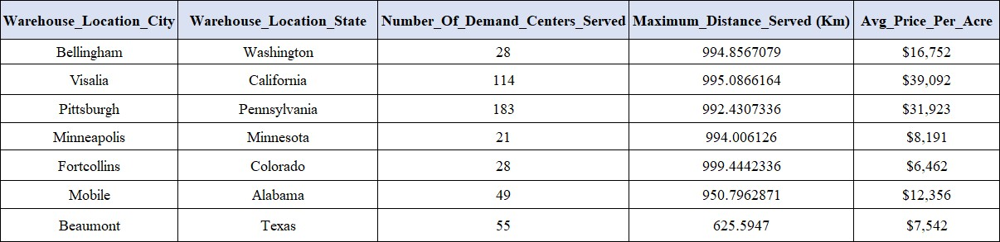 Warehouse_Location_City Warehouse_Location_State Number_Of_Demand_Centers_Served Maximum_Distance_Served (Km) Avg_Price_Per_Acre
Bellingham Washington 28 994.8567079 $16,752
Visalia California 114 995.0866164 $39,092
Pittsburgh Pennsylvania 183 992.4307336 $31,923
Minneapolis Minnesota 21 994.006126 $8,191
Fortcollins Colorado 28 999.4442336 $6,462
Mobile Alabama 49 950.7962871 $12,356
Beaumont Texas 55 625.5947 $7,542